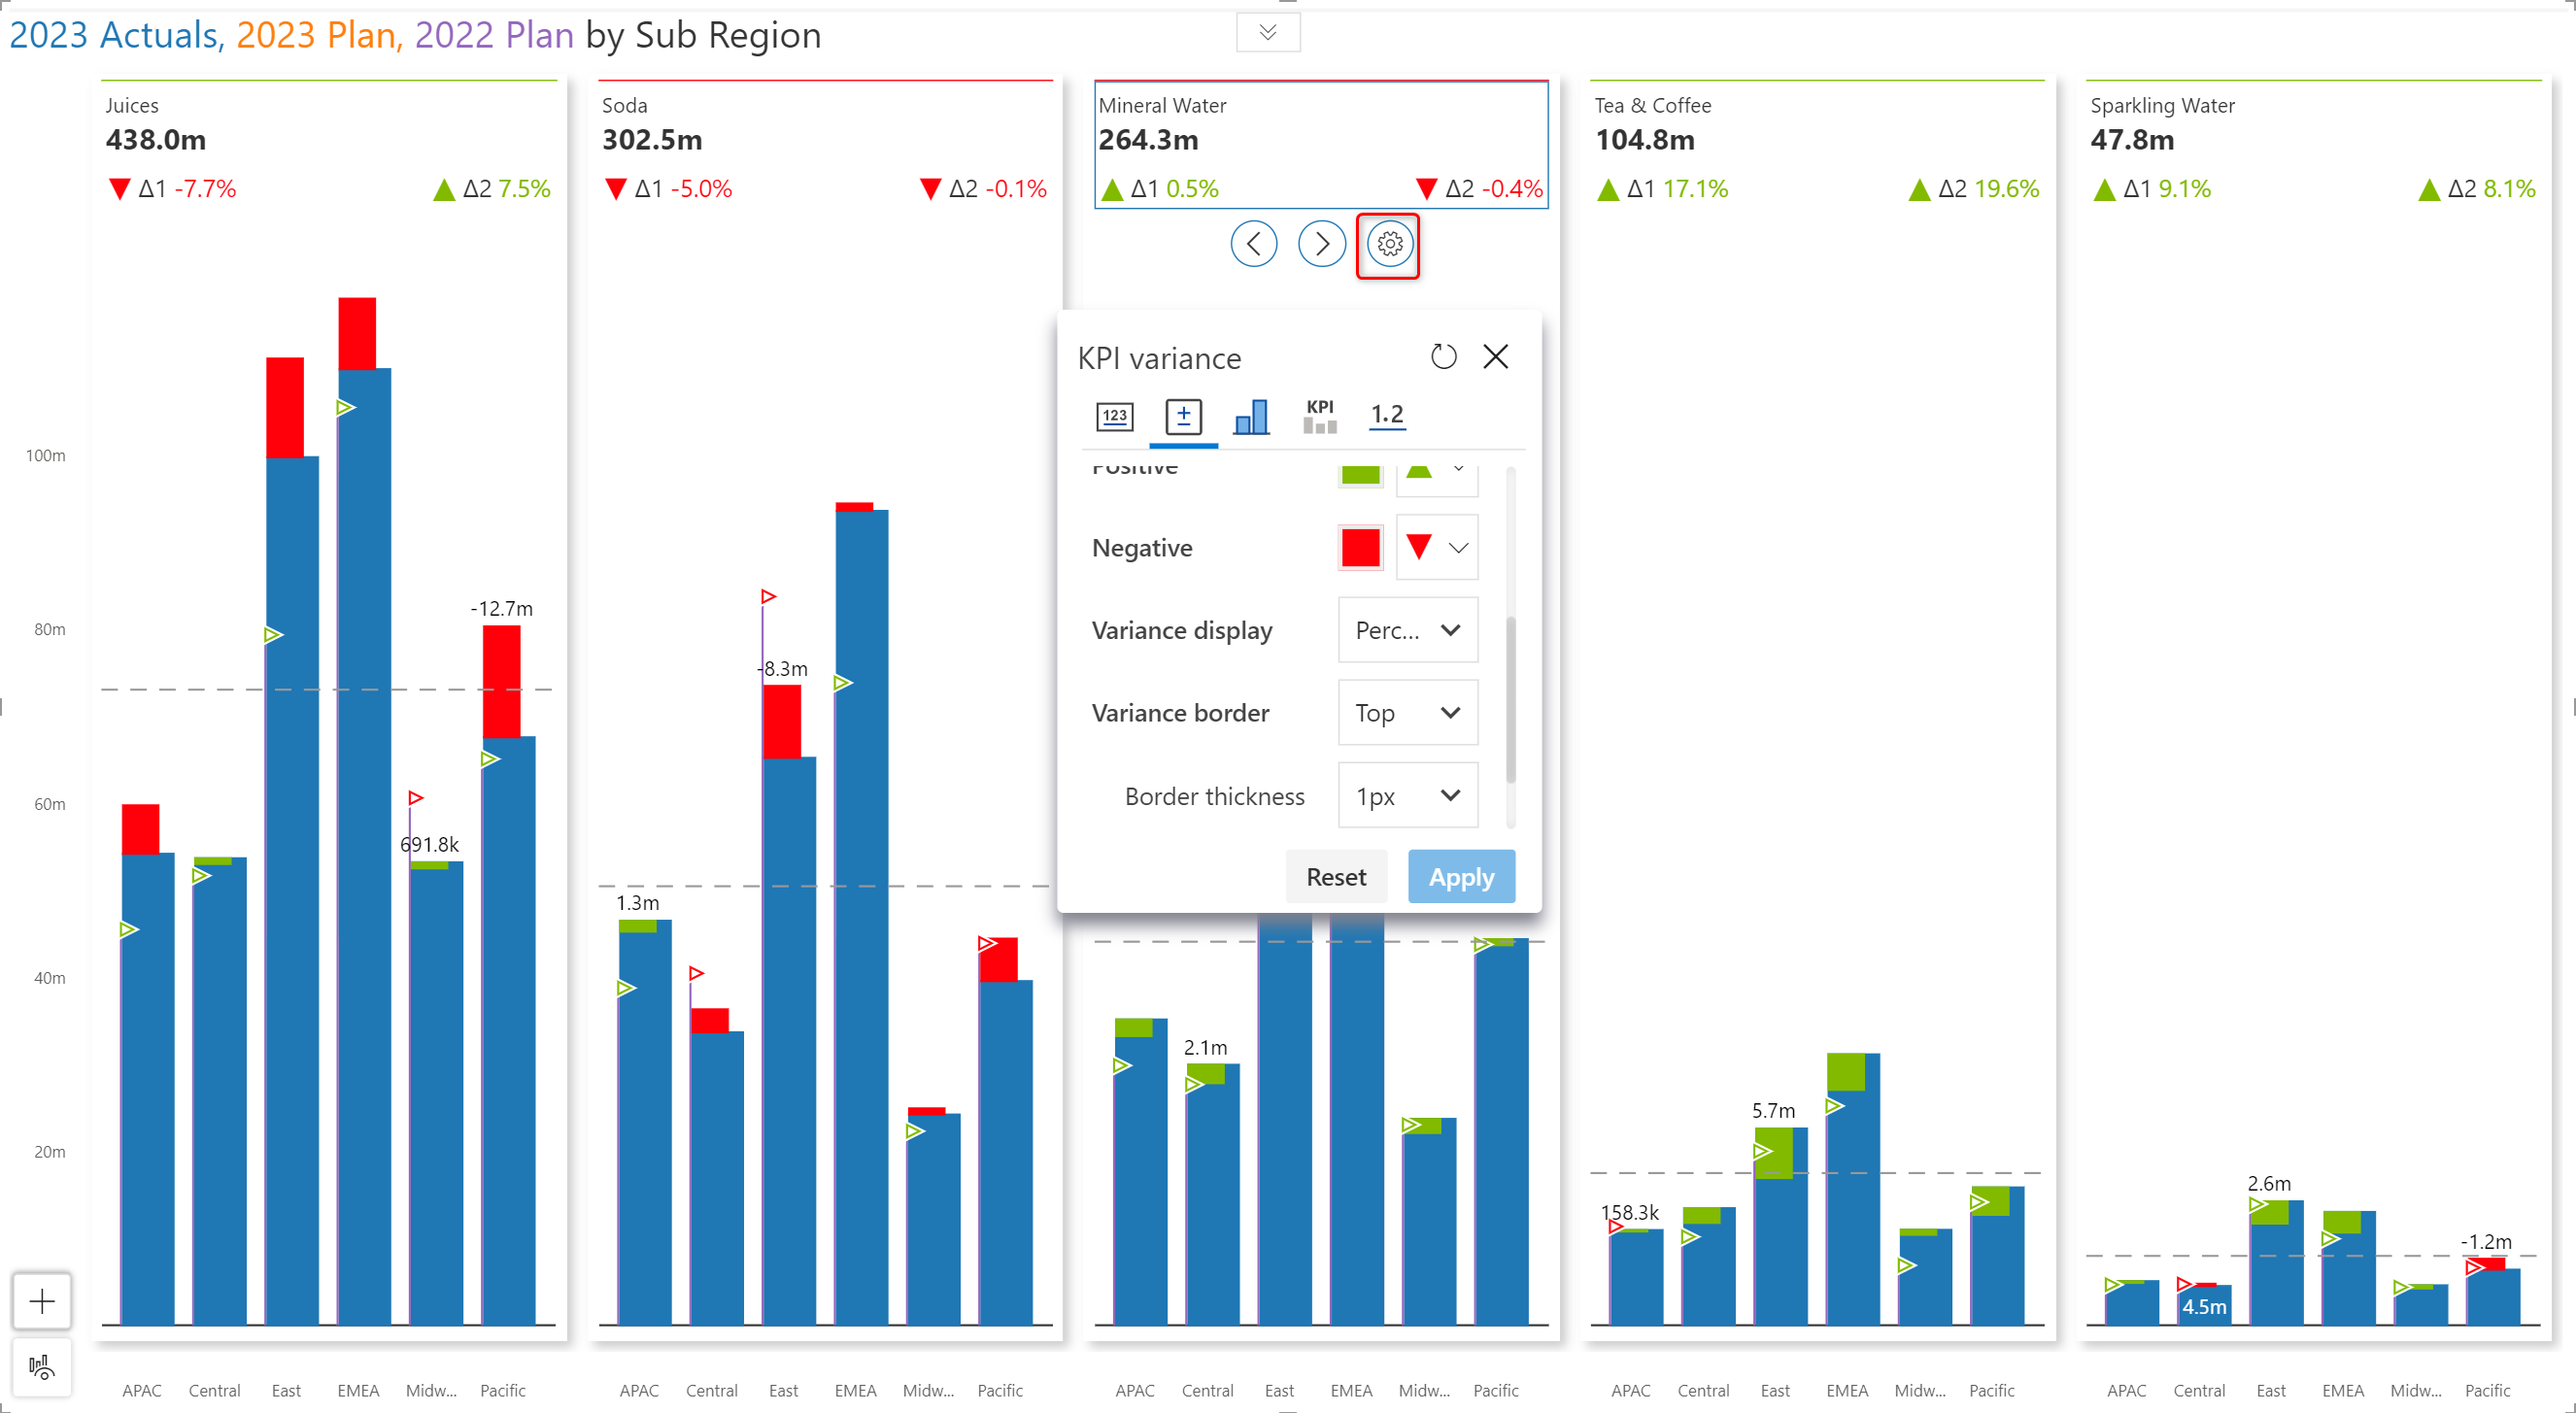 2023 Actuals, 2023 Plan, 2022 Plan by Sub Region
Juices
438.0m
Δ1 -7.7% Δ2 7.5%
Soda
302.5m
Δ1 -5.0% Δ2 -0.1%
Mineral Water
264.3m
Δ1 0.5% Δ2 -0.4%
Tea & Coffee
104.8m
Δ1 17.1% Δ2 19.6%
Sparkling Water
47.8m
Δ1 9.1% Δ2 8.1%
KPI variance
123
KPI
1.2
Positive
Negative
Variance display Perc...
Variance border Top
Border thickness 1px
Reset Apply
100m
80m
60m
40m
20m
691.8k
-12.7m
1.3m
-8.3m
2.1m
158.3k
5.7m
4.5m
2.6m
-1.2m
APAC Central East EMEA Midw... Pacific
APAC Central East EMEA Midw... Pacific
APAC Central East EMEA Midw... Pacific
APAC Central East EMEA Midw... Pacific
APAC Central East EMEA Midw... Pacific